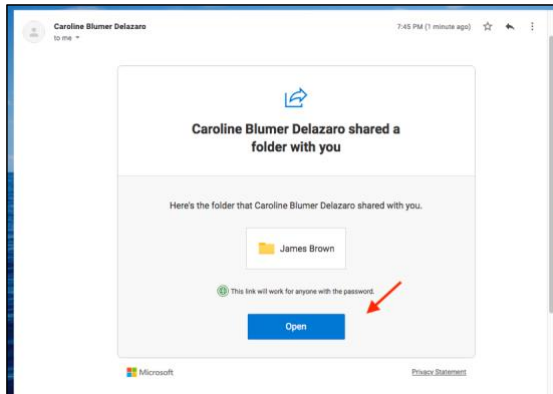 Caroline Blumer Delazaro
7:45 PM (1 minute ago)
to me
Caroline Blumer Delazaro shared a
folder with you
Here's the folder that Caroline Blumer Delazaro shared with you.
James Brown
This link will work for anyone with the password.
Open
Microsoft
Privacy Statement